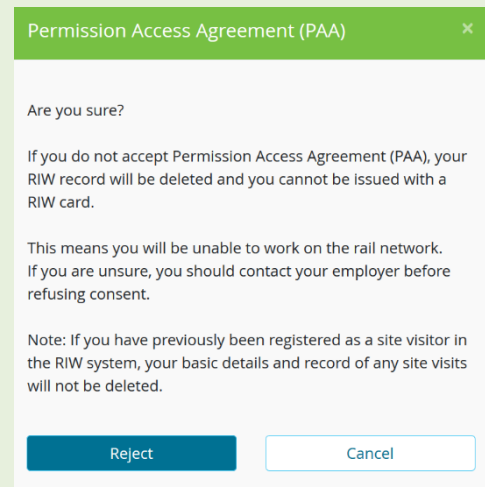 Permission Access Agreement (PAA)
×
Are you sure?
If you do not accept Permission Access Agreement (PAA), your
RIW record will be deleted and you cannot be issued with a
RIW card.
This means you will be unable to work on the rail network.
If you are unsure, you should contact your employer before
refusing consent.
Note: If you have previously been registered as a site visitor in
the RIW system, your basic details and record of any site visits
will not be deleted.
Reject
Cancel